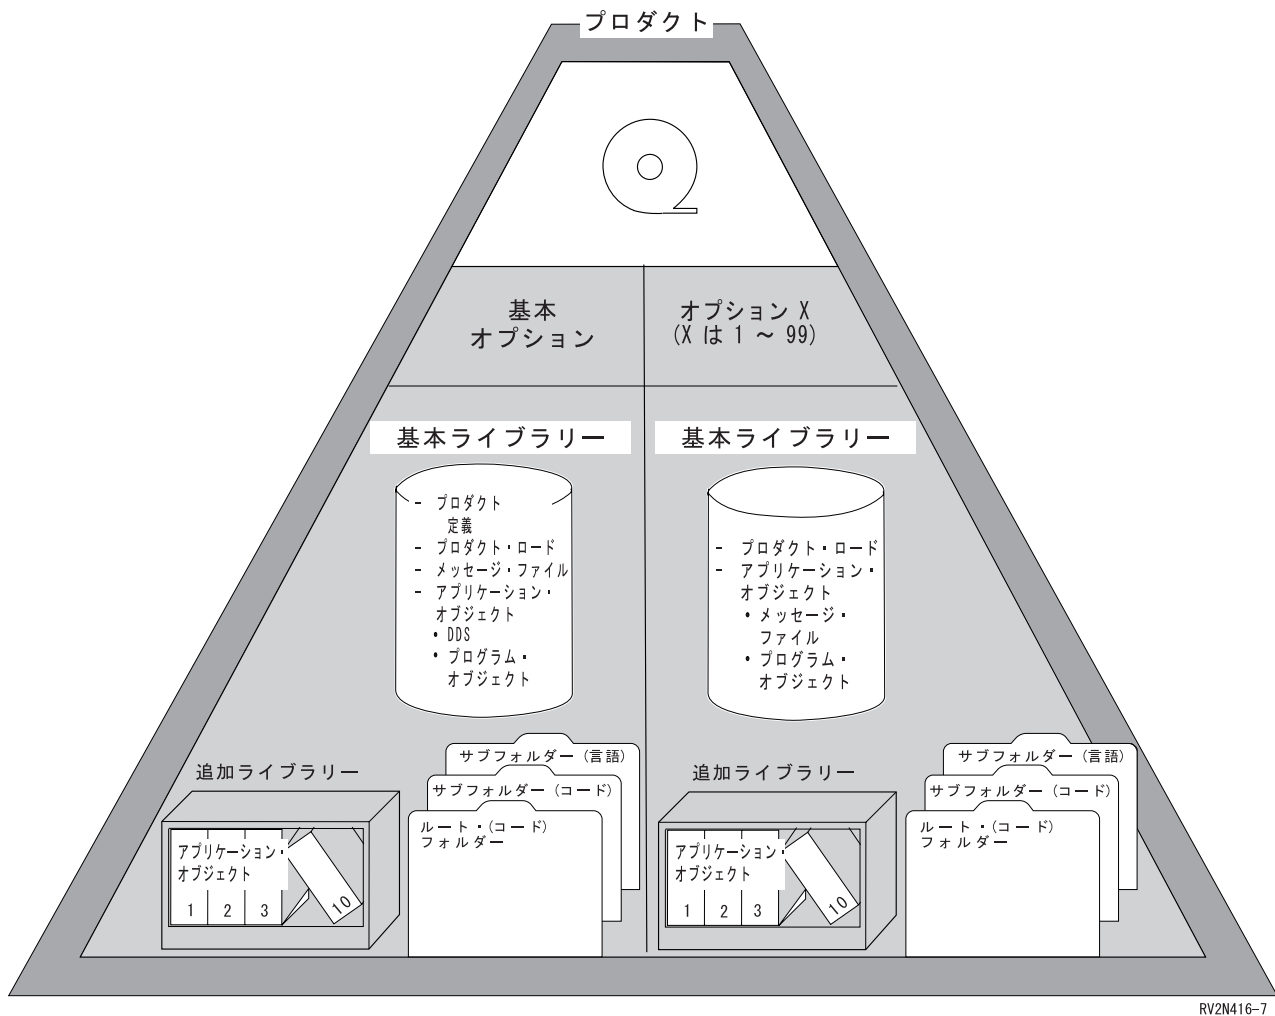 プロダクト
基本
オプション
オプション X
(X は 1 ～ 99)
基本ライブラリー
- プロダクト
定義
- プロダクト・ロード
- メッセージ・ファイル
- アプリケーション・
オブジェクト
• DDS
• プログラム・
オブジェクト
基本ライブラリー
- プロダクト・ロード
- アプリケーション・
オブジェクト
• メッセージ・
ファイル
• プログラム・
オブジェクト
追加ライブラリー
アプリケーション・
オブジェクト
1 2 3 10
サブフォルダー (言語)
サブフォルダー (コード)
ルート・(コード)
フォルダー
追加ライブラリー
アプリケーション・
オブジェクト
1 2 3 10
サブフォルダー (言語)
サブフォルダー (コード)
ルート・(コード)
フォルダー
RV2N416-7